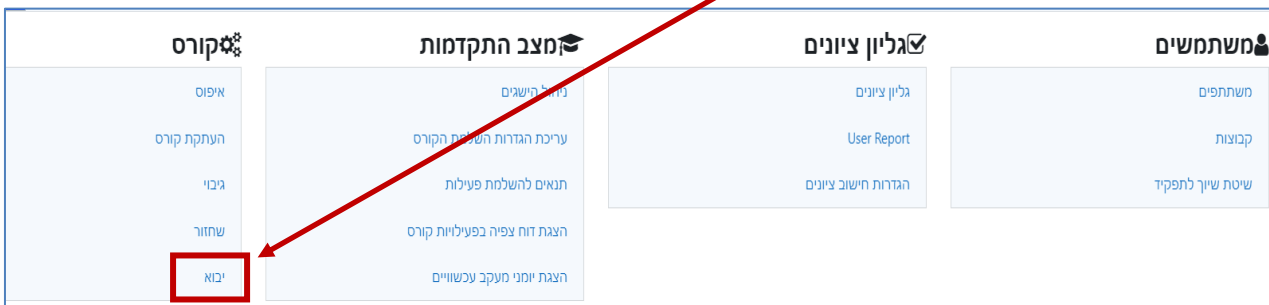 משתמשים
משתתפים
קבוצות
שיטת שיוך לתפקיד
גליון ציונים
גליון ציונים
User Report
הגדרות חישוב ציונים
מצב התקדמות
ניהול הישגים
עריכת הגדרות השלמת הקורס
תנאים להשלמת פעילות
הצגת דוח צפיה בפעילויות קורס
הצגת יומני מעקב עכשוויים
קורס
איפוס
העתקת קורס
גיבוי
שחזור
יבוא